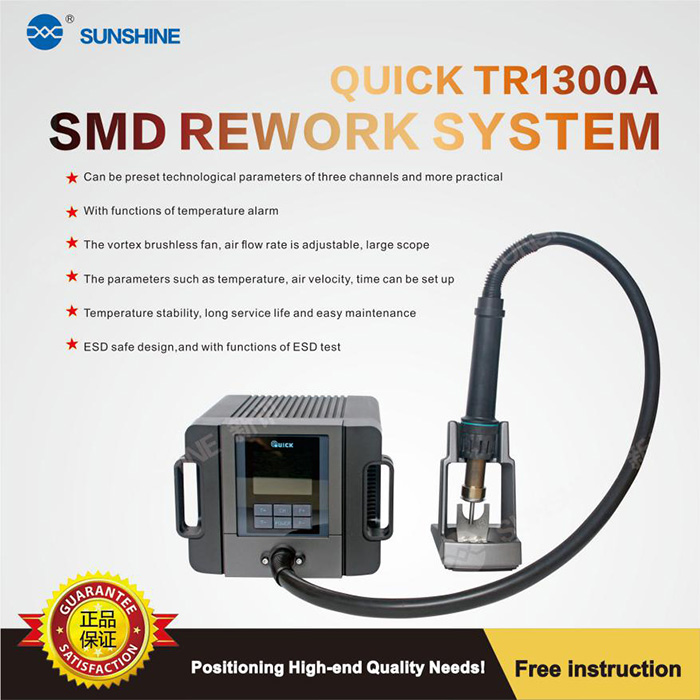 ®
SUNSHINE
QUICK TR1300A
SMD REWORK SYSTEM
Can be preset technological parameters of three channels and more practical
With functions of temperature alarm
The vortex brushless fan, air flow rate is adjustable, large scope
The parameters such as temperature, air velocity, time can be set up
Temperature stability, long service life and easy maintenance
ESD safe design,and with functions of ESD test
QUICK
GUARANTEE
正品
保证
SATISFACTION
Positioning High-end Quality Needs!
Free instruction